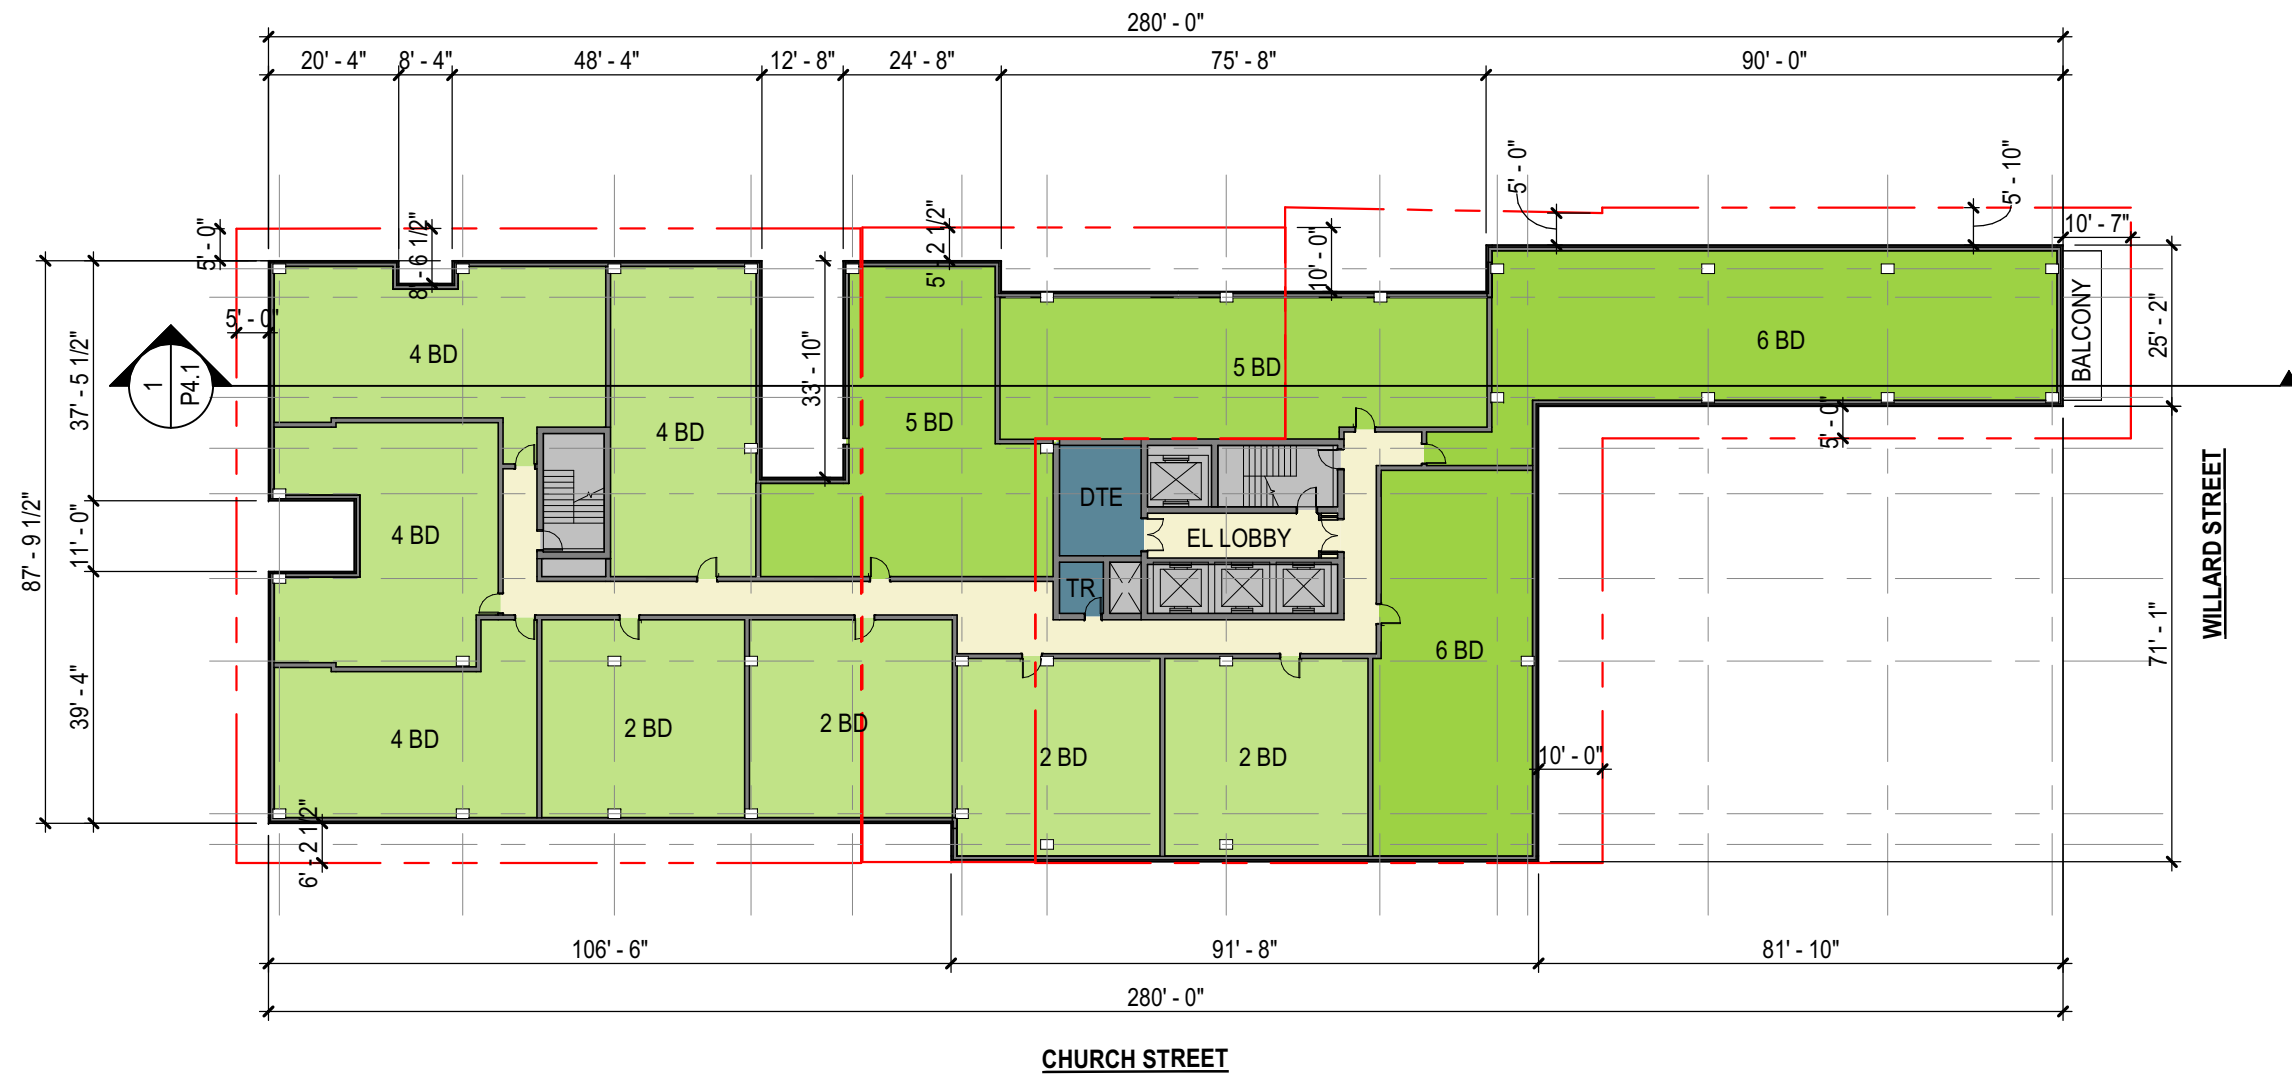 280' - 0"
20' - 4"
8' - 4"
48' - 4"
12' - 8"
24' - 8"
75' - 8"
90' - 0"
5' - 0"
5' - 10"
5' - 0"
8' - 6 1/2"
5' - 2 1/2"
10' - 0"
10' - 7"
5' - 0"
37' - 5 1/2"
1
P4.1
4 BD
4 BD
33' - 10"
5 BD
5 BD
6 BD
BALCONY
25' - 2"
5' - 0"
87' - 9 1/2"
11' - 0"
4 BD
DTE
EL LOBBY
TR
WILLARD STREET
71' - 1"
39' - 4"
4 BD
2 BD
2 BD
2 BD
2 BD
6 BD
10' - 0"
6' - 2 1/2"
106' - 6"
91' - 8"
81' - 10"
280' - 0"
CHURCH STREET